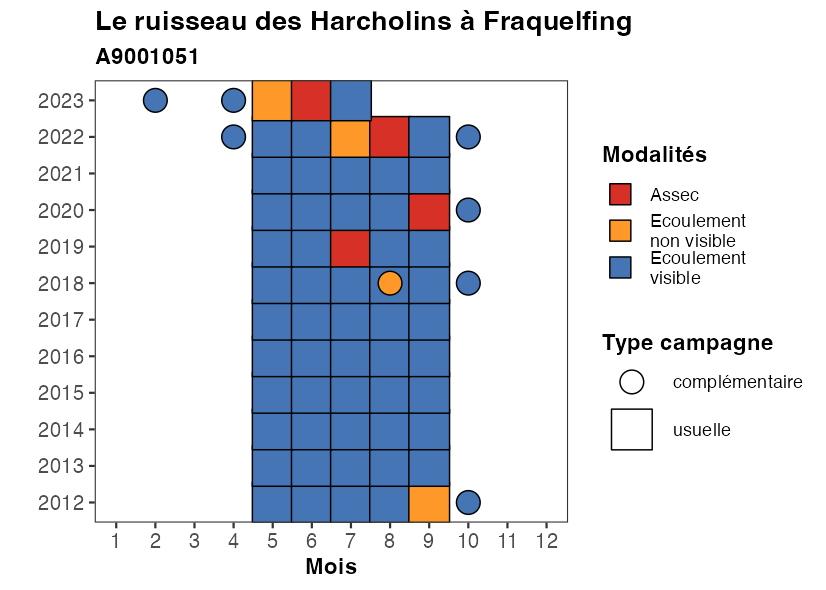 Le ruisseau des Harcholins à Fraquelfing
A9001051
2023
2022
2021
2020
2019
2018
2017
2016
2015
2014
2013
2012
1 2 3 4 5 6 7 8 9 10 11 12
Mois
Modalités
Assec
Ecoulement
non visible
Ecoulement
visible
Type campagne
complémentaire
usuelle